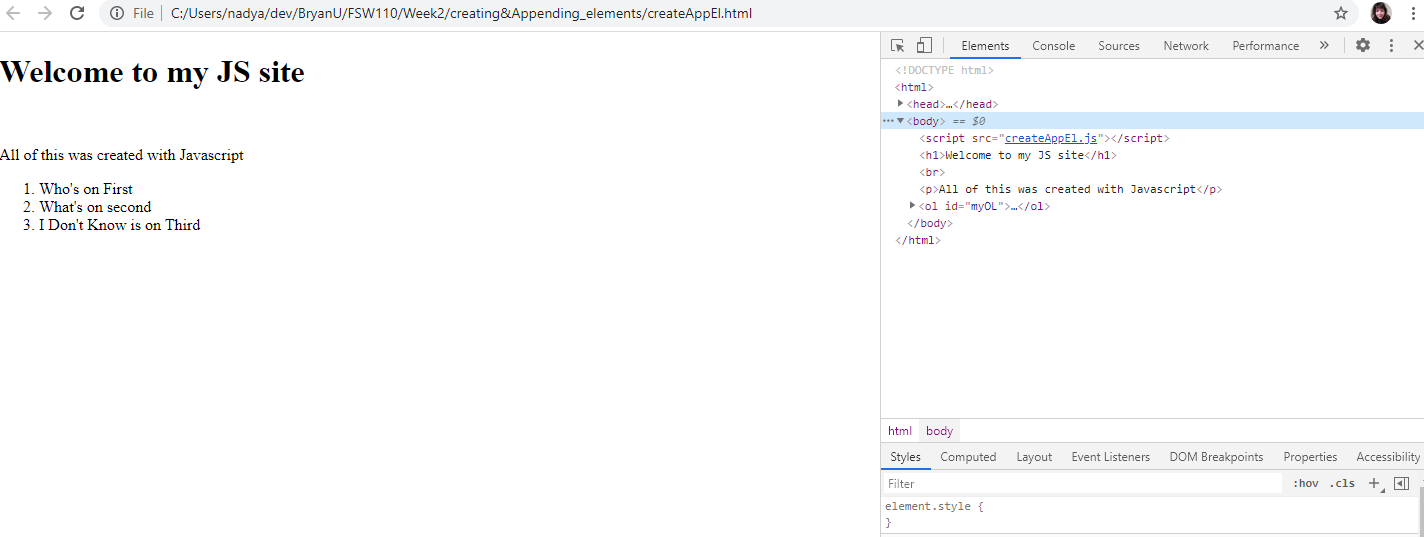 File C:/Users/nadya/dev/BryanU/FSW110/Week2/creating&Appending_elements/createAppEl.html
Welcome to my JS site
All of this was created with Javascript
1. Who's on First
2. What's on second
3. I Don't Know is on Third
Elements Console Sources Network Performance »
<!DOCTYPE html>
<html>
<head>…</head>
<body> == $0
<script src="createAppEl.js"></script>
<h1>Welcome to my JS site</h1>
<br>
<p>All of this was created with Javascript</p>
<ol id="myOL">…</ol>
</body>
</html>
html body
Styles Computed Layout Event Listeners DOM Breakpoints Properties Accessibility
Filter :hov .cls +
element.style {
}